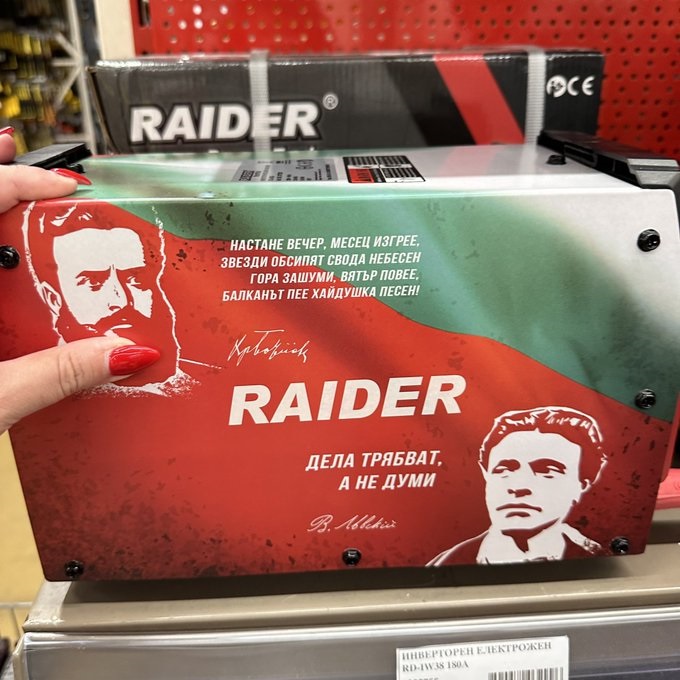 RAIDER®
CE
НАСТАНЕ ВЕЧЕР, МЕСЕЦ ИЗГРЕЕ,
ЗВЕЗДИ ОБСИПЯТ СВОДА НЕБЕСЕН
ГОРА ЗАШУМИ, ВЯТЪР ПОВЕЕ,
БАЛКАНЪТ ПЕЕ ХАЙДУШКА ПЕСЕН!
RAIDER
ДЕЛА ТРЯБВАТ,
А НЕ ДУМИ
В. Лѣвскій
ИНВЕРТОРЕН ЕЛЕКТРОЖЕН
RD-IW38 180A